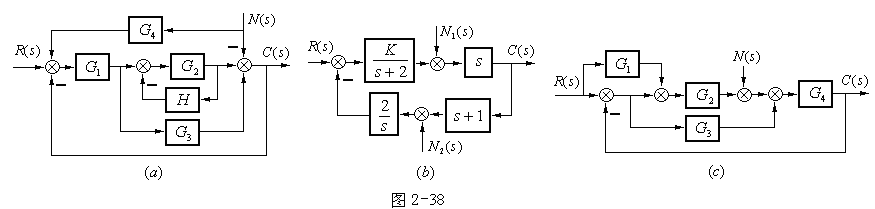 G₄ N(s)
R(s) G₁ G₂ C(s)
H
G₃
(a)
N₁(s)
R(s) K/(s+2) s C(s)
2/s s+1
N₂(s)
(b)
G₁ N(s)
R(s) G₂ G₄ C(s)
G₃
(c)
图 2-38